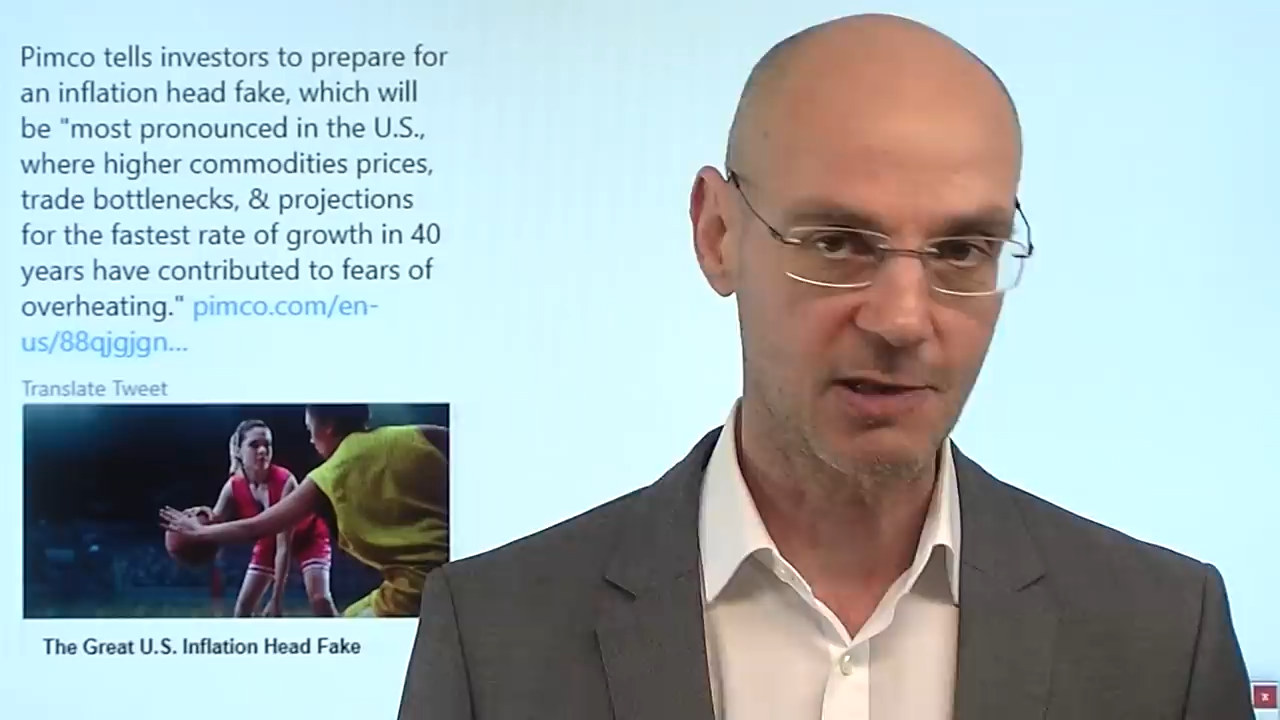 Pimco tells investors to prepare for
an inflation head fake, which will
be "most pronounced in the U.S.,
where higher commodities prices,
trade bottlenecks, & projections
for the fastest rate of growth in 40
years have contributed to fears of
overheating." pimco.com/en-
us/88qjgjgn...
Translate Tweet
The Great U.S. Inflation Head Fake
x